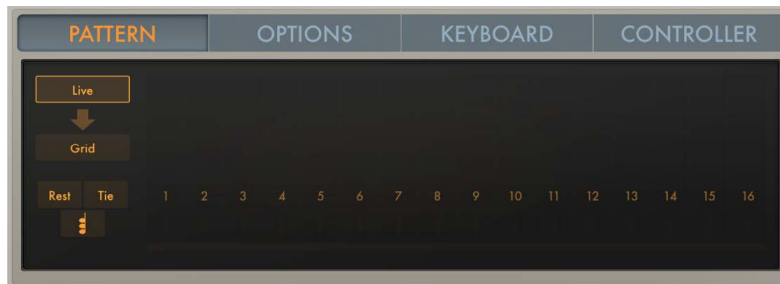 PATTERN OPTIONS KEYBOARD CONTROLLER
Live
Grid
Rest Tie 1 2 3 4 5 6 7 8 9 10 11 12 13 14 15 16